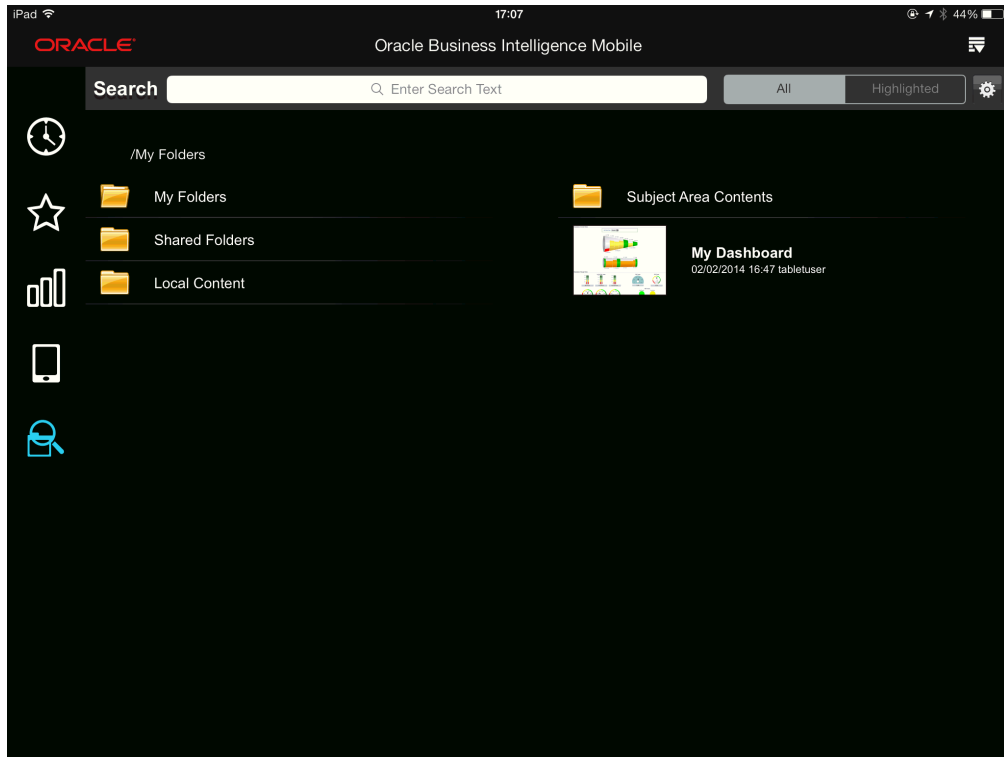 iPad 17:07 44%
ORACLE Oracle Business Intelligence Mobile
Search Enter Search Text All Highlighted
/My Folders
My Folders
Shared Folders
Local Content
Subject Area Contents
My Dashboard
02/02/2014 16:47 tabletuser